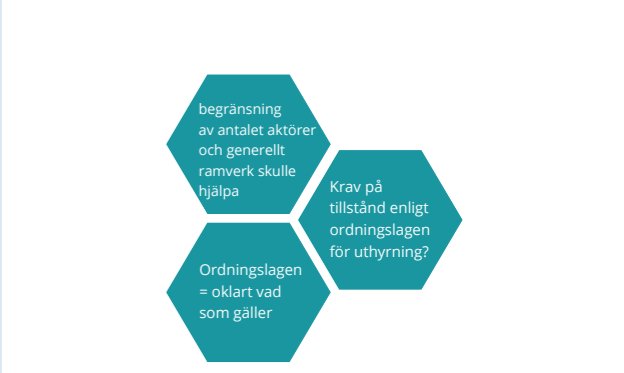 begränsning
av antalet aktörer
och generellt
ramverk skulle
hjälpa
Krav på
tillstånd enligt
ordningslagen
för uthyrning?
Ordningslagen
= oklart vad
som gäller